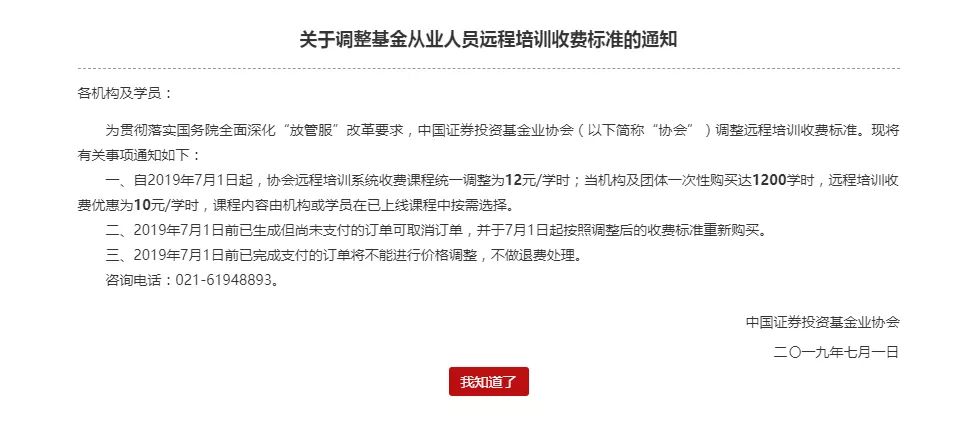 关于调整基金从业人员远程培训收费标准的通知
各机构及学员：
为贯彻落实国务院全面深化“放管服”改革要求，中国证券投资基金业协会（以下简称“协会”）调整远程培训收费标准。现将
有关事项通知如下：
一、自2019年7月1日起，协会远程培训系统收费课程统一调整为12元/学时；当机构及团体一次性购买达1200学时，远程培训收
费优惠为10元/学时，课程内容由机构或学员在已上线课程中按需选择。
二、2019年7月1日前已生成但尚未支付的订单可取消订单，并于7月1日起按照调整后的收费标准重新购买。
三、2019年7月1日前已完成支付的订单将不能进行价格调整，不做退费处理。
咨询电话：021-61948893。
中国证券投资基金业协会
二〇一九年七月一日
我知道了